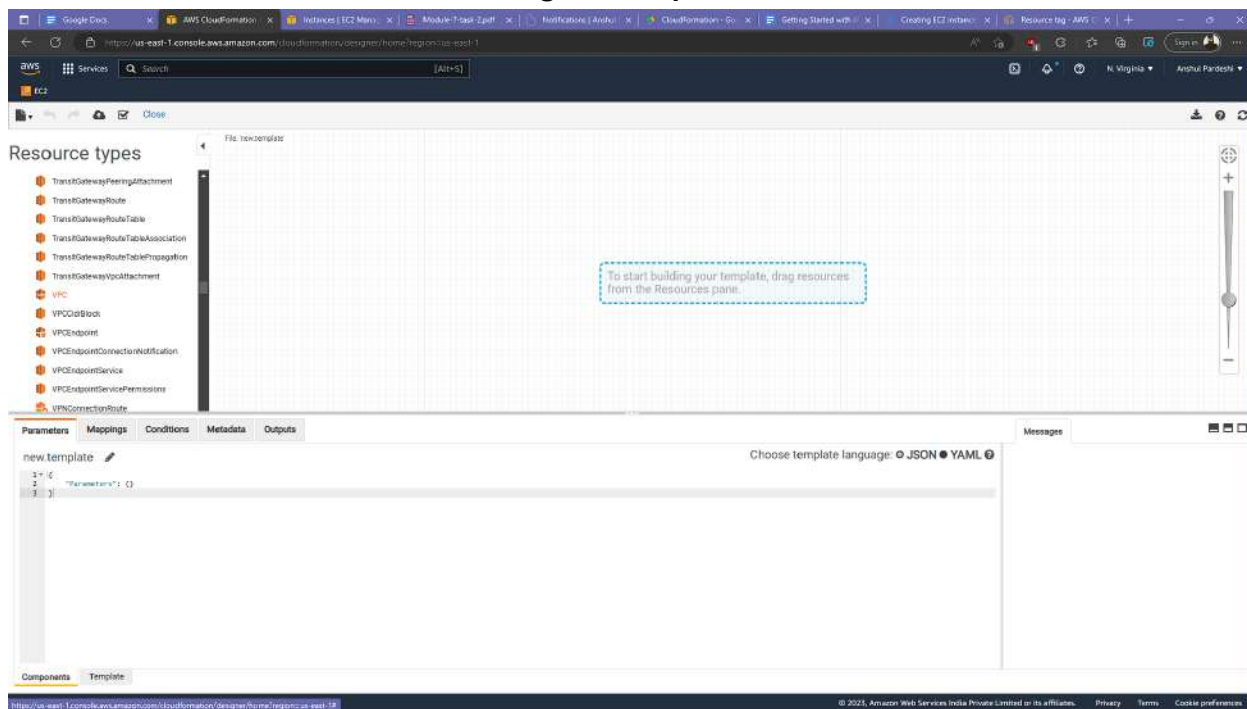 Google Docs
AWS CloudFormation
Instances | EC2 Mana
Module-7-task-2.pdf
Notifications | Anshul
CloudFormation - Go
Getting Started with
Creating EC2 instance
Resource tag - AWS C
https://us-east-1.console.aws.amazon.com/cloudformation/designer/home?region=us-east-1
Sign in
aws
Services
Search
[Alt+S]
N. Virginia
Anshul Pardeshi
EC2
Close
File: new.template
Resource types
TransitGatewayPeeringAttachment
TransitGatewayRoute
TransitGatewayRouteTable
TransitGatewayRouteTableAssociation
TransitGatewayRouteTablePropagation
TransitGatewayVpcAttachment
VPC
VPCCidrBlock
VPCEndpoint
VPCEndpointConnectionNotification
VPCEndpointService
VPCEndpointServicePermissions
VPNConnectionRoute
To start building your template, drag resources
from the Resources pane.
Parameters Mappings Conditions Metadata Outputs
Messages
new.template
Choose template language: JSON YAML
1 {
2 "Parameters": {}
3 }
Components Template
https://us-east-1.console.aws.amazon.com/cloudformation/designer/home?region=us-east-1#
© 2023, Amazon Web Services India Private Limited or its affiliates. Privacy Terms Cookie preferences